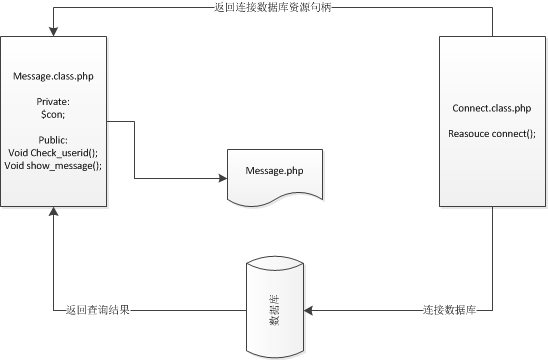 返回连接数据库资源句柄
Message.class.php
Private:
$con;
Public:
Void Check_userid();
Void show_message();
Connect.class.php
Reasouce connect();
Message.php
数据库
返回查询结果
连接数据库